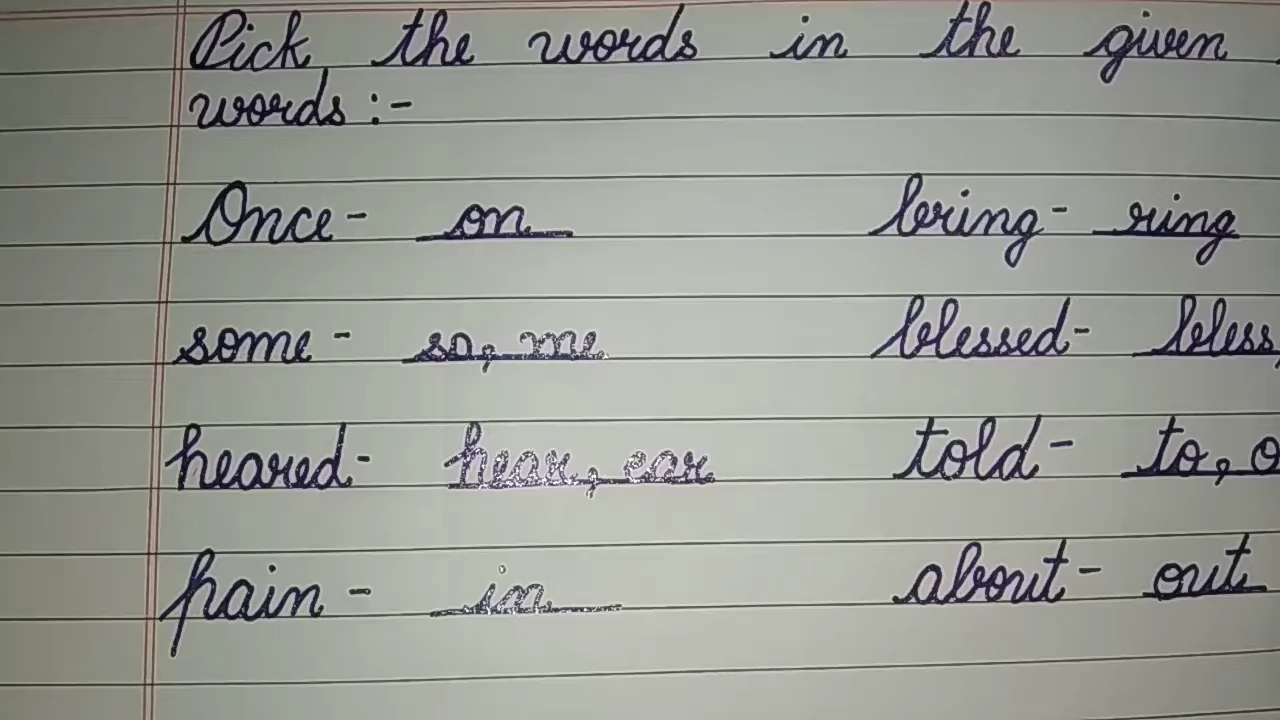 Pick the words in the given
words :-
Once - on bring - ring
some - so, me blessed - bless,
heared - hear, ear told - to, o
pain - in about - out